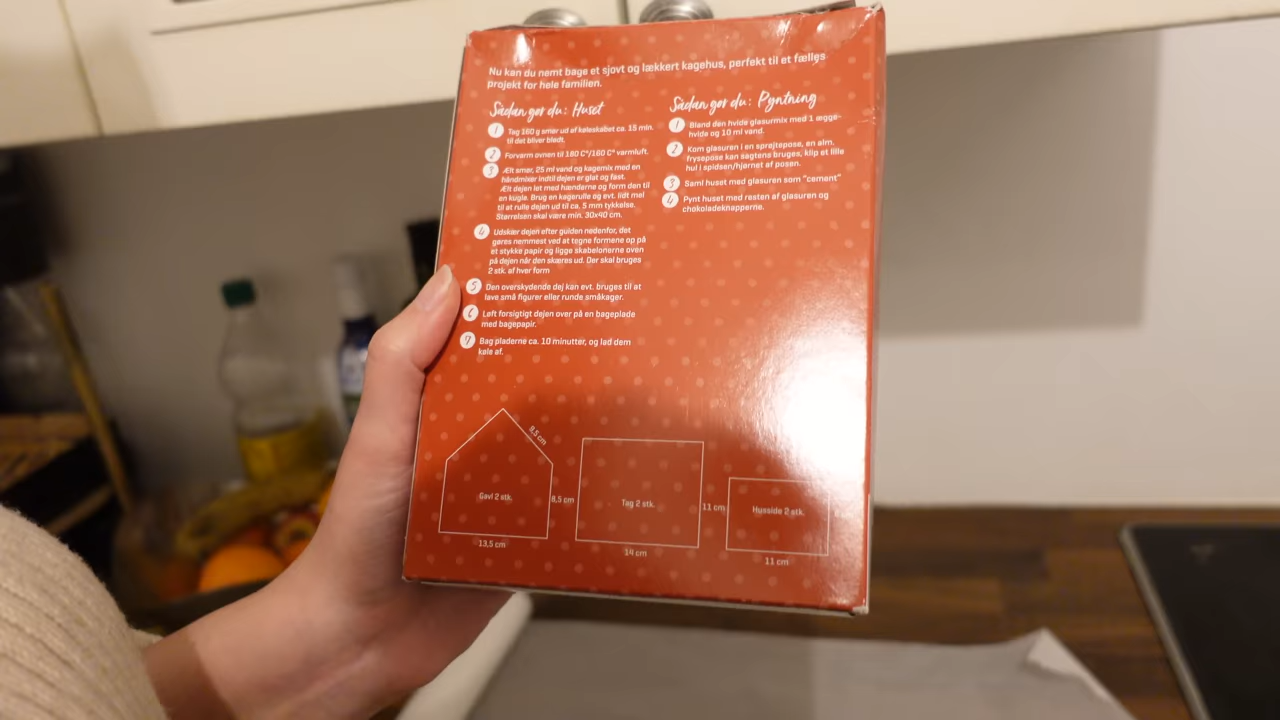 Nu kan du nemt bage et sjovt og lækkert kagehus, perfekt til et fælles
projekt for hele familien.
Sådan gør du: Huset
1 Tag 160 g smør ud af køleskabet ca. 15 min.
til det bliver blødt.
2 Forvarm ovnen til 180 C°/160 C° varmluft.
3 Ælt smør, 25 ml vand og kagemix med en
håndmixer indtil dejen er glat og fast.
Ælt dejen let med hænderne og form den til
en kugle. Brug en kagerulle og evt. lidt mel
til at rulle dejen ud til ca. 5 mm tykkelse.
Størrelsen skal være min. 30x40 cm.
4 Udskær dejen efter guiden nedenfor, det
gøres nemmest ved at tegne formene op på
et stykke papir og ligge skabelonerne oven
på dejen når den skæres ud. Der skal bruges
2 stk. af hver form
5 Den overskydende dej kan evt. bruges til at
lave små figurer eller runde småkager.
6 Løft forsigtigt dejen over på en bageplade
med bagepapir.
7 Bag pladerne ca. 10 minutter, og lad dem
køle af.
Sådan gør du: Pyntning
1 Bland den hvide glasurmix med 1 ægge-
hvide og 10 ml vand.
2 Kom glasuren i en sprøjtepose, en alm.
frysepose kan sagtens bruges, klip et lille
hul i spidsen/hjørnet af posen.
3 Saml huset med glasuren som "cement"
4 Pynt huset med resten af glasuren og
chokoladeknapperne.
8,5 cm
Gavl 2 stk.
8,5 cm
13,5 cm
Tag 2 stk.
11 cm
14 cm
Husside 2 stk.
11 cm